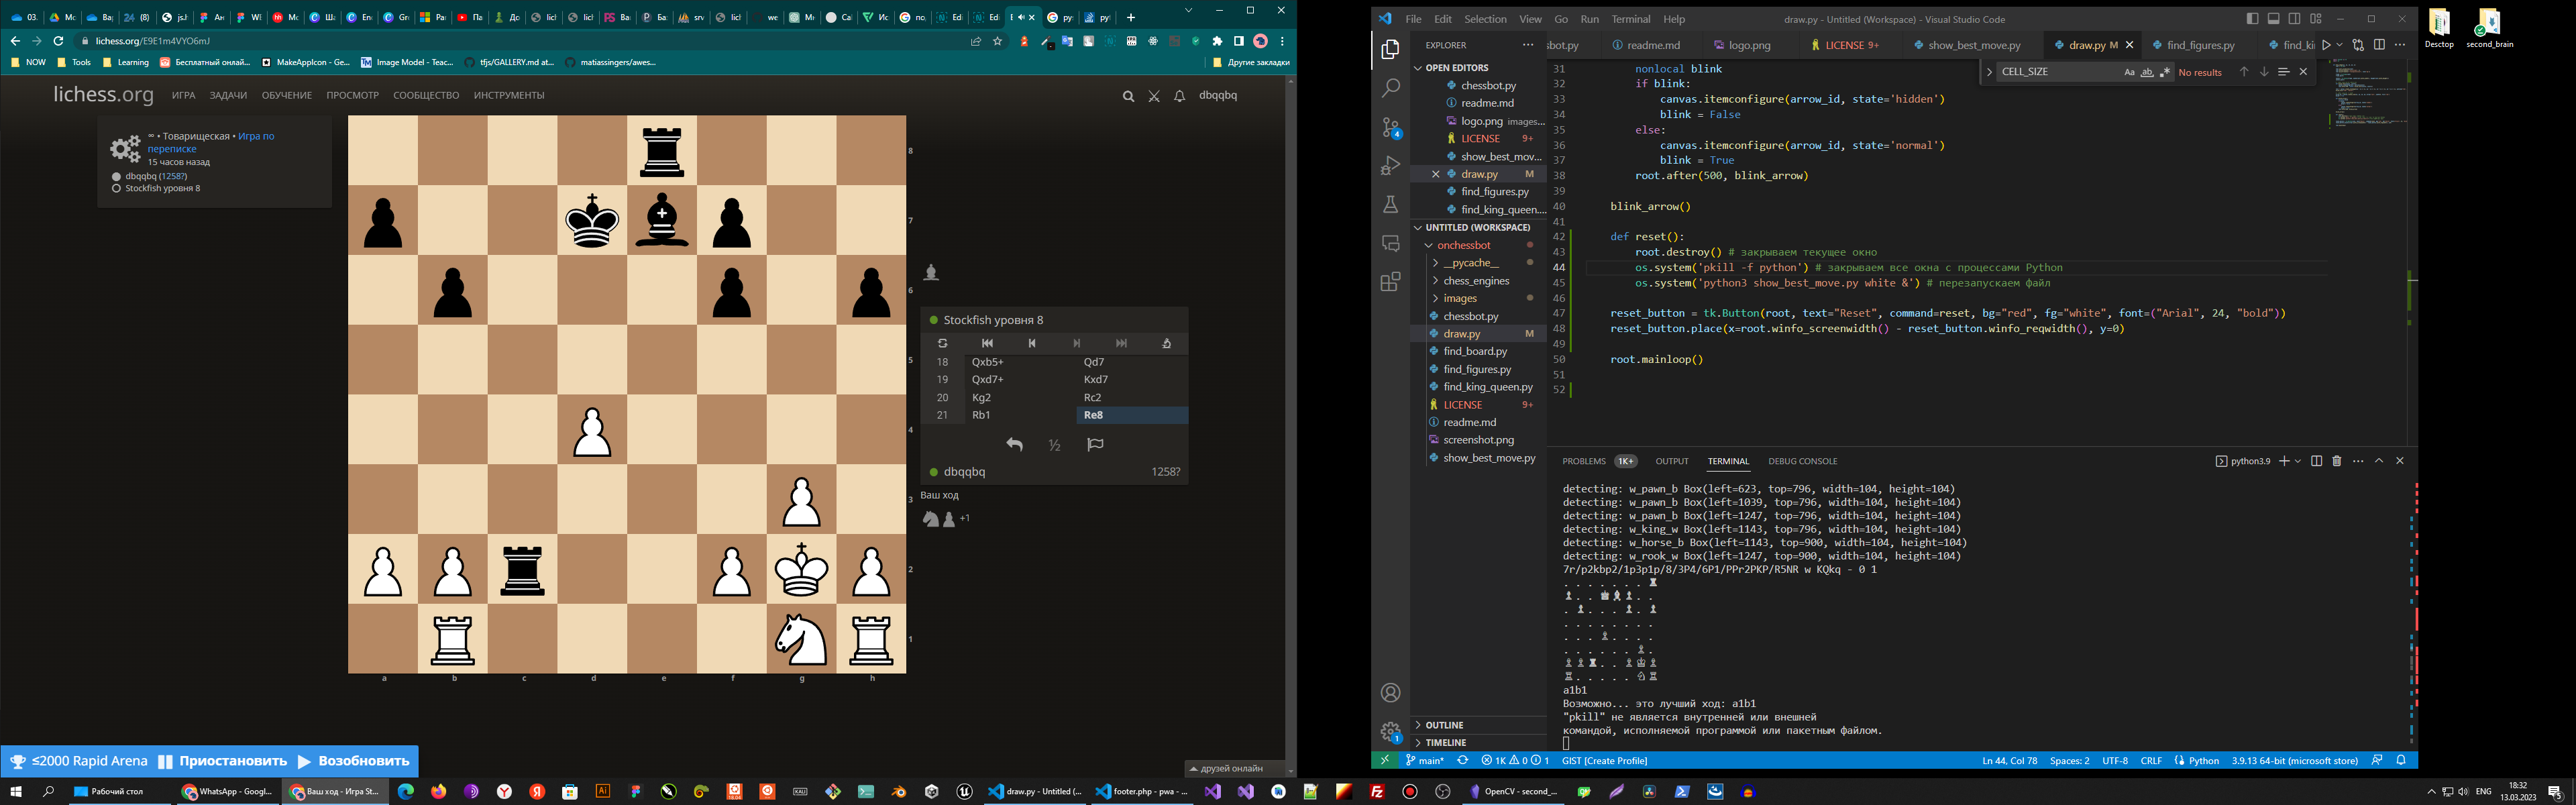 lichess.org/E9E1m4VYO6mJ
NOW
Tools
Learning
Бесплатный онлай...
MakeAppIcon - Ge...
Image Model - Teac...
tfjs/GALLERY.md at...
matiassingers/awes...
Другие закладки
lichess.org
ИГРА
ЗАДАЧИ
ОБУЧЕНИЕ
ПРОСМОТР
СООБЩЕСТВО
ИНСТРУМЕНТЫ
dbqqbq
∞ • Товарищеская • Игра по
переписке
15 часов назад
dbqqbq (1258?)
Stockfish уровня 8
8
7
6
5
4
3
2
1
a b c d e f g h
Stockfish уровня 8
18 Qxb5+ Qd7
19 Qxd7+ Kxd7
20 Kg2 Rc2
21 Rb1 Re8
½
dbqqbq 1258?
Ваш ход
+1
≤2000 Rapid Arena
Приостановить
Возобновить
друзей онлайн
File Edit Selection View Go Run Terminal Help
draw.py - Untitled (Workspace) - Visual Studio Code
EXPLORER
sbot.py
readme.md
logo.png
LICENSE 9+
show_best_move.py
draw.py M
find_figures.py
OPEN EDITORS
chessbot.py
readme.md
logo.png images...
LICENSE 9+
show_best_mov...
draw.py M
find_figures.py
find_king_queen....
UNTITLED (WORKSPACE)
onchessbot
__pycache__
chess_engines
images
chessbot.py
draw.py M
find_board.py
find_figures.py
find_king_queen.py
LICENSE 9+
readme.md
screenshot.png
show_best_move.py
OUTLINE
TIMELINE
CELL_SIZE
No results
31 nonlocal blink
32 if blink:
33 canvas.itemconfigure(arrow_id, state='hidden')
34 blink = False
35 else:
36 canvas.itemconfigure(arrow_id, state='normal')
37 blink = True
38 root.after(500, blink_arrow)
39
40 blink_arrow()
41
42 def reset():
43 root.destroy() # закрываем текущее окно
44 os.system('pkill -f python') # закрываем все окна с процессами Python
45 os.system('python3 show_best_move.py white &') # перезапускаем файл
46
47 reset_button = tk.Button(root, text="Reset", command=reset, bg="red", fg="white", font=("Arial", 24, "bold"))
48 reset_button.place(x=root.winfo_screenwidth() - reset_button.winfo_reqwidth(), y=0)
49
50 root.mainloop()
51
52
PROBLEMS 1K+ OUTPUT TERMINAL DEBUG CONSOLE
python3.9
detecting: w_pawn_b Box(left=623, top=796, width=104, height=104)
detecting: w_pawn_b Box(left=1039, top=796, width=104, height=104)
detecting: w_pawn_b Box(left=1247, top=796, width=104, height=104)
detecting: w_king_w Box(left=1143, top=796, width=104, height=104)
detecting: w_horse_b Box(left=1143, top=900, width=104, height=104)
detecting: w_rook_w Box(left=1247, top=900, width=104, height=104)
7r/p2kbp2/1p3p1p/8/3P4/6P1/PPr2PKP/R5NR w KQkq - 0 1
. . . . . . . ♜
♟ . . ♚ ♝ ♟ . .
. ♟ . . . ♟ . ♟
. . . . . . . .
. . . ♙ . . . .
. . . . . . ♙ .
♙ ♙ ♜ . . ♙ ♔ ♙
♖ . . . . . ♘ ♖
a1b1
Возможно... это лучший ход: a1b1
"pkill" не является внутренней или внешней
командой, исполняемой программой или пакетным файлом.
main*
1K 0 1
GIST [Create Profile]
Ln 44, Col 78
Spaces: 2
UTF-8
CRLF
Python
3.9.13 64-bit (microsoft store)
Desctop
second_brain
Рабочий стол
WhatsApp - Googl...
Ваш ход - Игра St...
draw.py - Untitled (...
footer.php - pwa - ...
OpenCV - second_...
ENG
18:32
13.03.2023